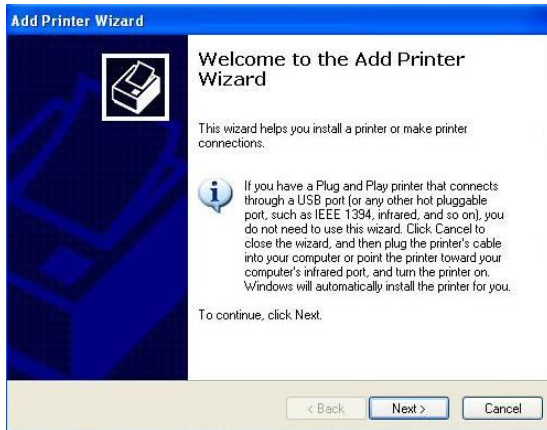 Add Printer Wizard
Welcome to the Add Printer
Wizard
This wizard helps you install a printer or make printer
connections.
If you have a Plug and Play printer that connects
through a USB port (or any other hot pluggable
port, such as IEEE 1394, infrared, and so on), you
do not need to use this wizard. Click Cancel to
close the wizard, and then plug the printer's cable
into your computer or point the printer toward your
computer's infrared port, and turn the printer on.
Windows will automatically install the printer for you.
To continue, click Next.
< Back Next > Cancel